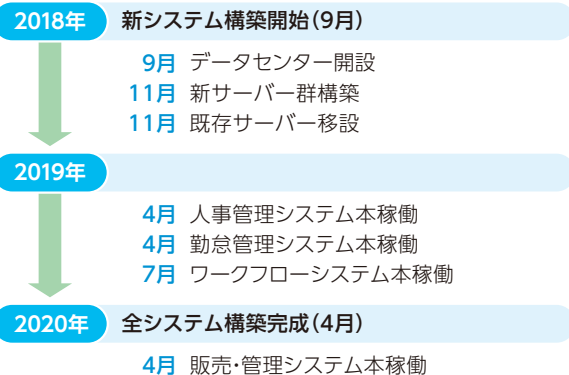 2018年 新システム構築開始(9月)
9月 データセンター開設
11月 新サーバー群構築
11月 既存サーバー移設
2019年
4月 人事管理システム本稼働
4月 勤怠管理システム本稼働
7月 ワークフローシステム本稼働
2020年 全システム構築完成(4月)
4月 販売・管理システム本稼働